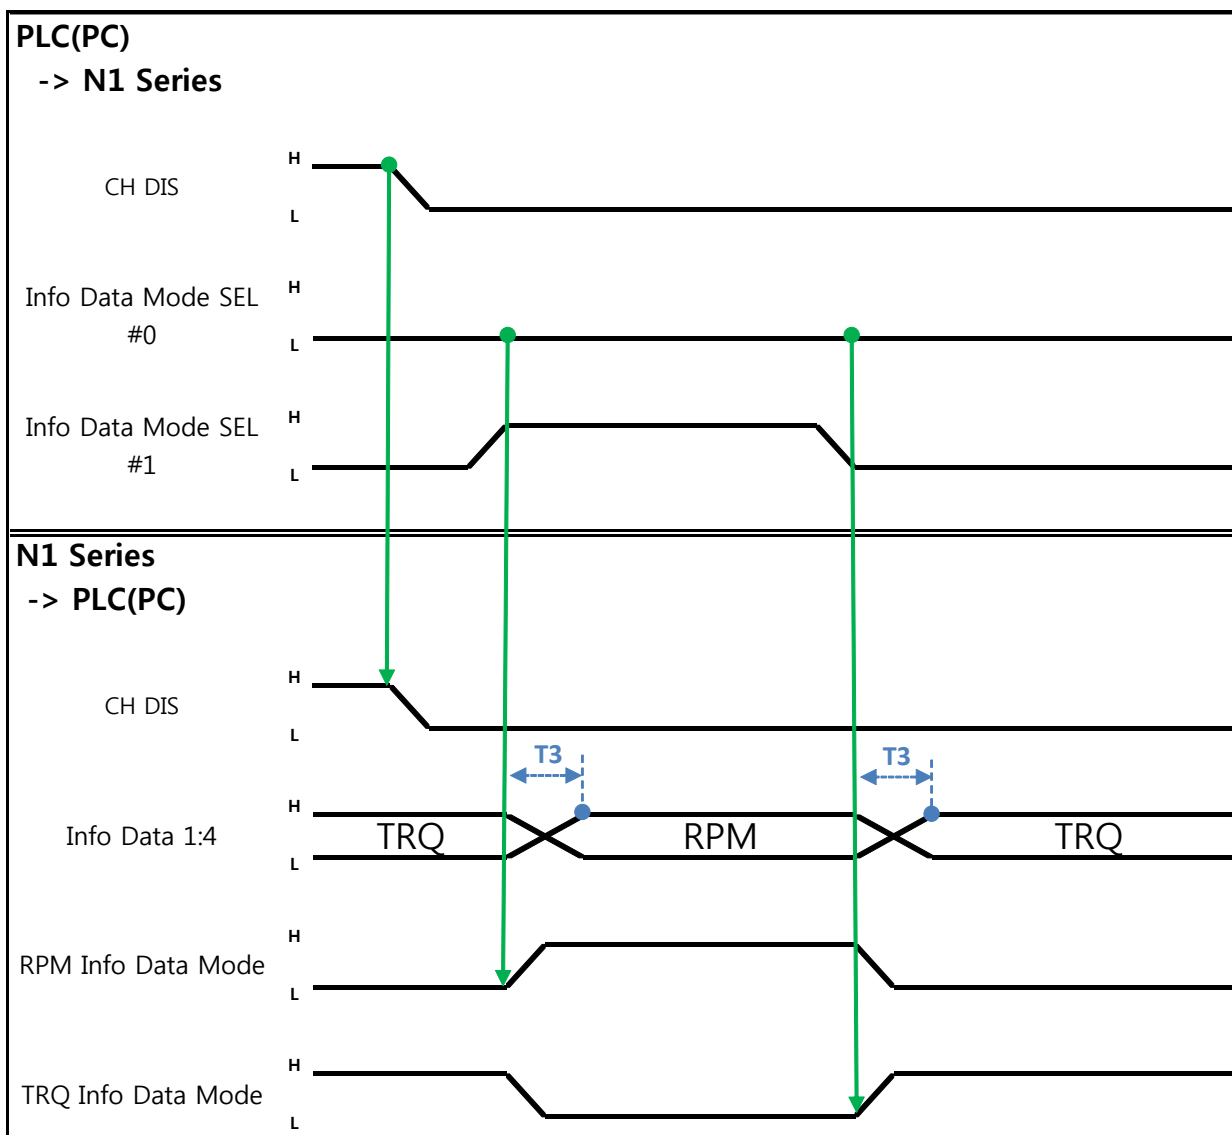 PLC(PC)
-> N1 Series
H
CH DIS
L
H
Info Data Mode SEL
#0
L
H
Info Data Mode SEL
#1
L
N1 Series
-> PLC(PC)
H
CH DIS
L
T3 T3
H
Info Data 1:4 TRQ RPM TRQ
L
H
RPM Info Data Mode
L
H
TRQ Info Data Mode
L